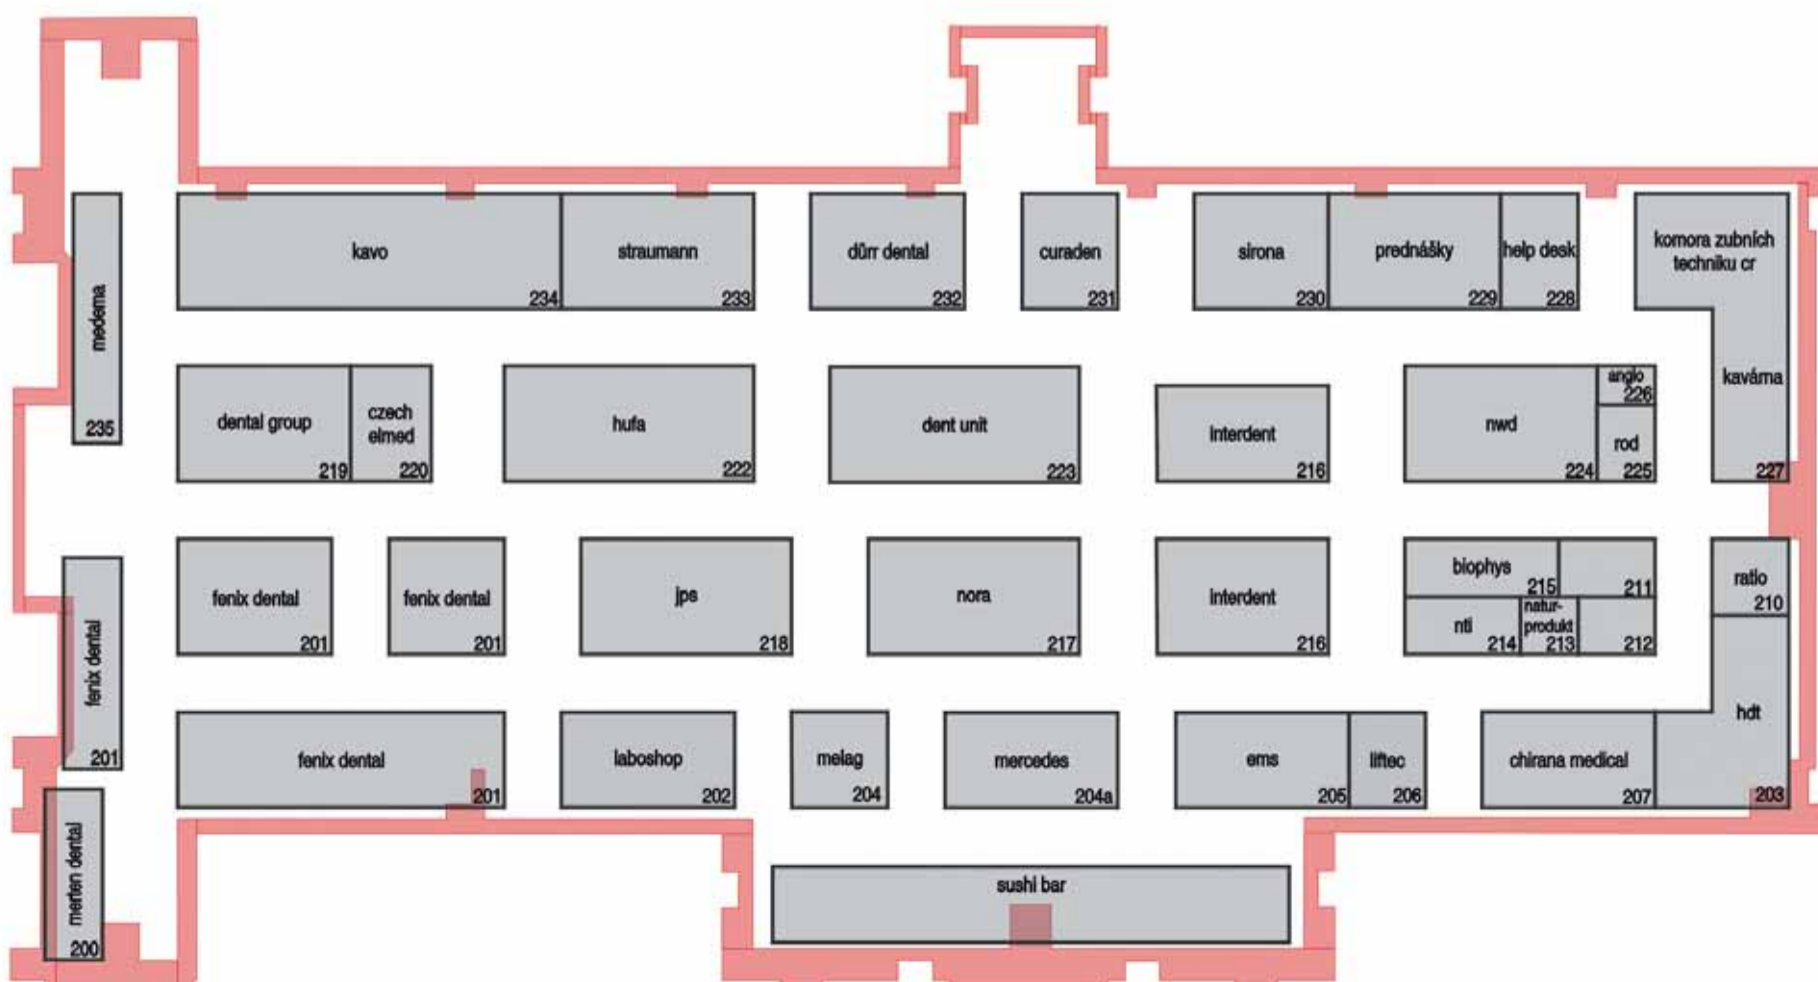 kavo
234
straumann
233
dürr dental
232
curaden
231
sirona
230
prednášky
229
help desk
228
komora zubních
techniku cr
kavárna
227
medema
235
dental group
219
czech
elmed
220
hufa
222
dent unit
223
interdent
216
nwd
224
anglo
226
rod
225
fenix dental
201
fenix dental
201
fenix dental
201
jps
218
nora
217
interdent
216
biophys
215
211
nti
214
natur-
produkt
213
212
ratio
210
hdt
203
fenix dental
201
laboshop
202
melag
204
mercedes
204a
ems
205
liftec
206
chirana medical
207
merten dental
200
sushi bar